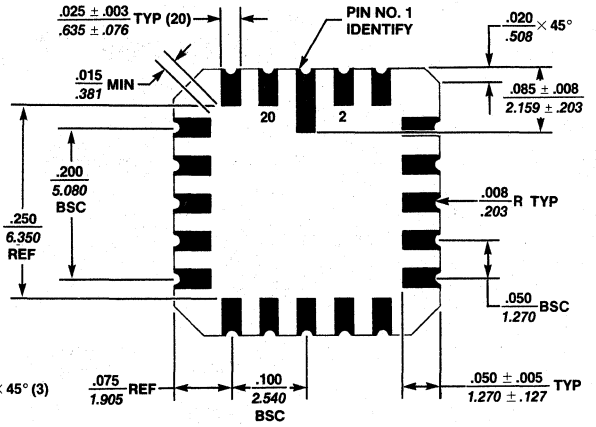 .025 ± .003
.635 ± .076
TYP (20)
PIN NO. 1
IDENTIFY
.020
.508
× 45°
.015
.381
MIN
.085 ± .008
2.159 ± .203
20
2
.200
5.080
BSC
.250
6.350
REF
.008
.203
R TYP
.050
1.270
BSC
× 45° (3)
.075
1.905
REF
.100
2.540
BSC
.050 ± .005
1.270 ± .127
TYP